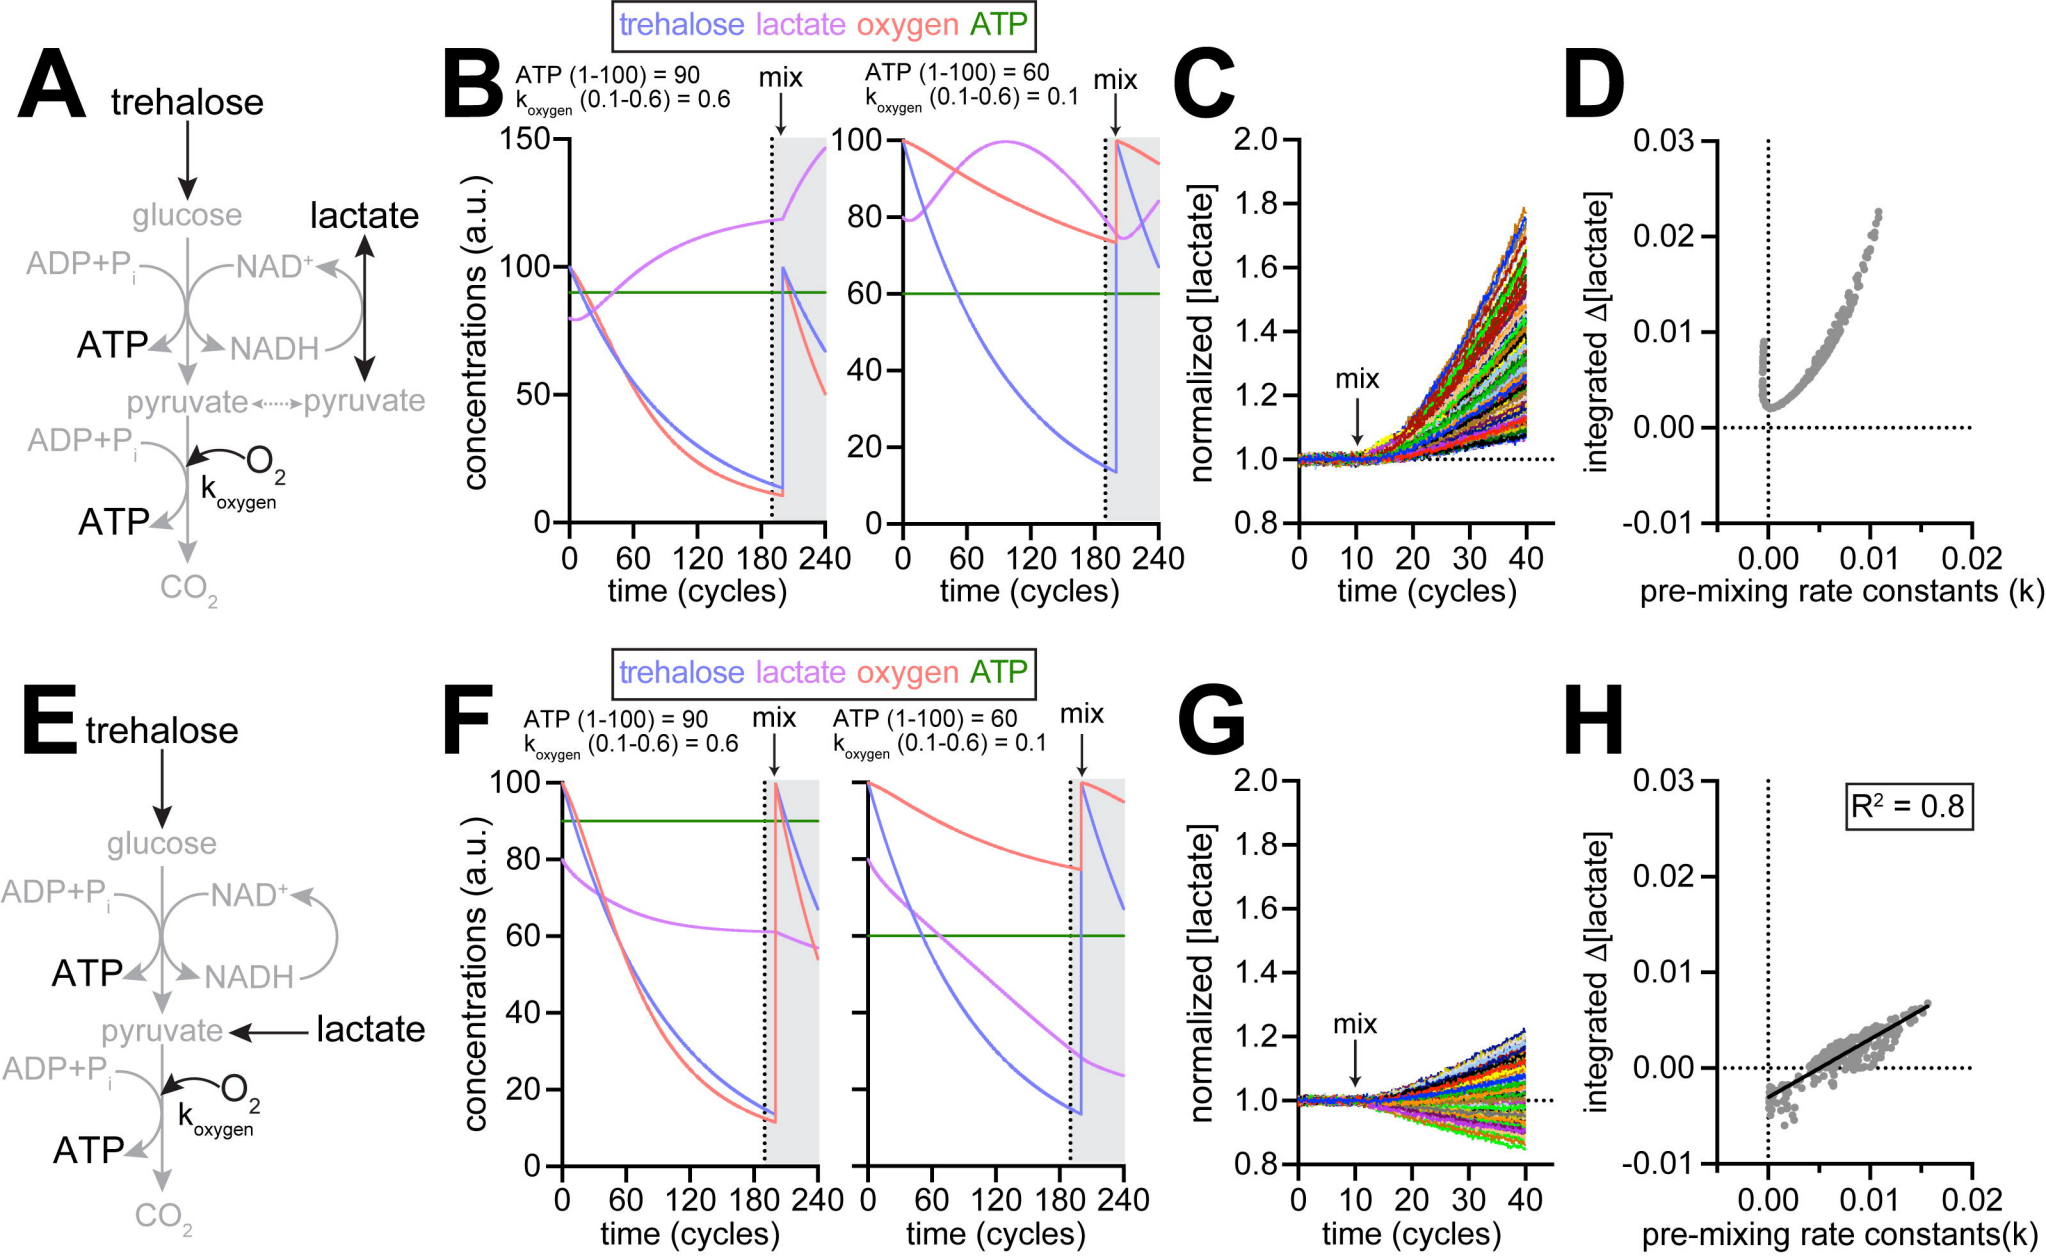 trehalose lactate oxygen ATP
A
trehalose
glucose
lactate
ADP+Pi
NAD+
ATP
NADH
pyruvate
pyruvate
ADP+Pi
O2
koxygen
ATP
CO2
B
ATP (1-100) = 90
koxygen (0.1-0.6) = 0.6
mix
concentrations (a.u.)
150
100
50
0
0 60 120 180 240
time (cycles)
ATP (1-100) = 60
koxygen (0.1-0.6) = 0.1
mix
100
80
60
40
20
0
0 60 120 180 240
time (cycles)
C
normalized [lactate]
2.0
1.8
1.6
1.4
1.2
1.0
0.8
mix
0 10 20 30 40
time (cycles)
D
integrated Δ[lactate]
0.03
0.02
0.01
0.00
-0.01
0.00 0.01 0.02
pre-mixing rate constants (k)
trehalose lactate oxygen ATP
E
trehalose
glucose
ADP+Pi
NAD+
ATP
NADH
pyruvate
lactate
ADP+Pi
O2
koxygen
ATP
CO2
F
ATP (1-100) = 90
koxygen (0.1-0.6) = 0.6
mix
concentrations (a.u.)
100
80
60
40
20
0
0 60 120 180 240
time (cycles)
ATP (1-100) = 60
koxygen (0.1-0.6) = 0.1
mix
0 60 120 180 240
time (cycles)
G
normalized [lactate]
2.0
1.8
1.6
1.4
1.2
1.0
0.8
mix
0 10 20 30 40
time (cycles)
H
integrated Δ[lactate]
0.03
0.02
0.01
0.00
-0.01
R2 = 0.8
0.00 0.01 0.02
pre-mixing rate constants(k)